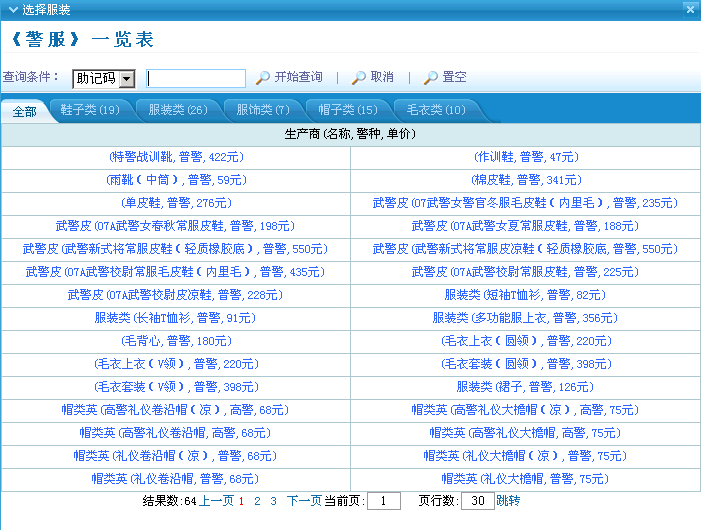 选择服装
《警服》一览表
查询条件： 助记码 开始查询 | 取消 | 置空
全部 鞋子类(19) 服装类(26) 服饰类(7) 帽子类(15) 毛衣类(10)
生产商(名称,警种,单价)
(特警战训靴,普警,422元) (作训鞋,普警,47元)
(雨靴(中筒),普警,59元) (棉皮鞋,普警,341元)
(单皮鞋,普警,276元) 武警皮(07武警女警官冬服毛皮鞋(内里毛),普警,235元)
武警皮(07A武警女春秋常服皮鞋,普警,198元) 武警皮(07A武警女夏常服皮鞋,普警,188元)
武警皮(武警新式将常服皮鞋(轻质橡胶底),普警,550元) 武警皮(武警新式将常服皮凉鞋(轻质橡胶底,普警,550元)
武警皮(07A武警校尉常服毛皮鞋(内里毛),普警,435元) 武警皮(07A武警校尉常服皮鞋,普警,225元)
武警皮(07A武警校尉皮凉鞋,普警,228元) 服装类(短袖T恤衫,普警,82元)
服装类(长袖T恤衫,普警,91元) 服装类(多功能服上衣,普警,356元)
(毛背心,普警,180元) (毛衣上衣(圆领),普警,220元)
(毛衣上衣(V领),普警,220元) (毛衣套装(圆领),普警,398元)
(毛衣套装(V领),普警,398元) 服装类(裙子,普警,126元)
帽类英(高警礼仪卷沿帽(凉),高警,68元) 帽类英(高警礼仪大檐帽(凉),高警,75元)
帽类英(高警礼仪卷沿帽,高警,68元) 帽类英(高警礼仪大檐帽,高警,75元)
帽类英(礼仪卷沿帽(凉),普警,68元) 帽类英(礼仪大檐帽(凉),普警,75元)
帽类英(礼仪卷沿帽,普警,68元) 帽类英(礼仪大檐帽,普警,75元)
结果数:64 上一页 1 2 3 下一页 当前页: 1 页行数: 30 跳转